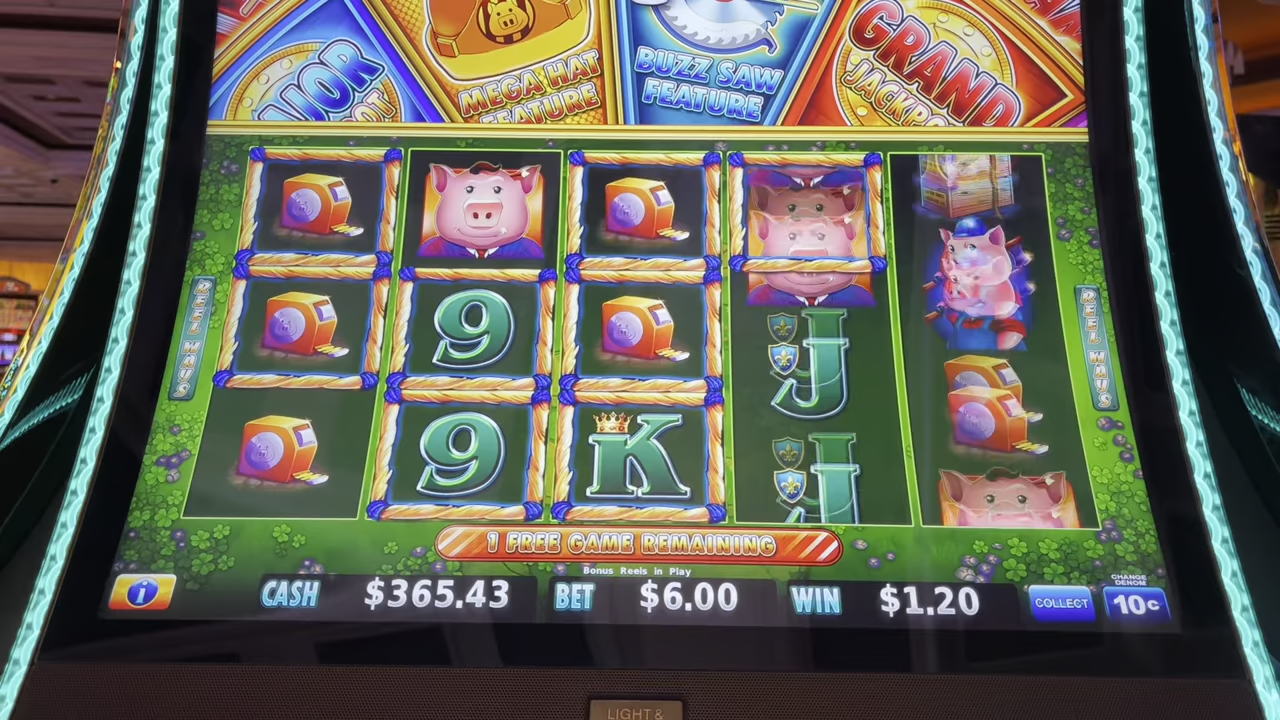 MEGA HAT
FEATURE
BUZZ SAW
FEATURE
GRAND
REEL WAYS
9
9
K
J
J
REEL WAYS
1 FREE GAME REMAINING
Bonus Reels in Play
i
CASH $365.43 BET $6.00 WIN $1.20
COLLECT
CHANGE
DENOM
10¢
LIGHT &